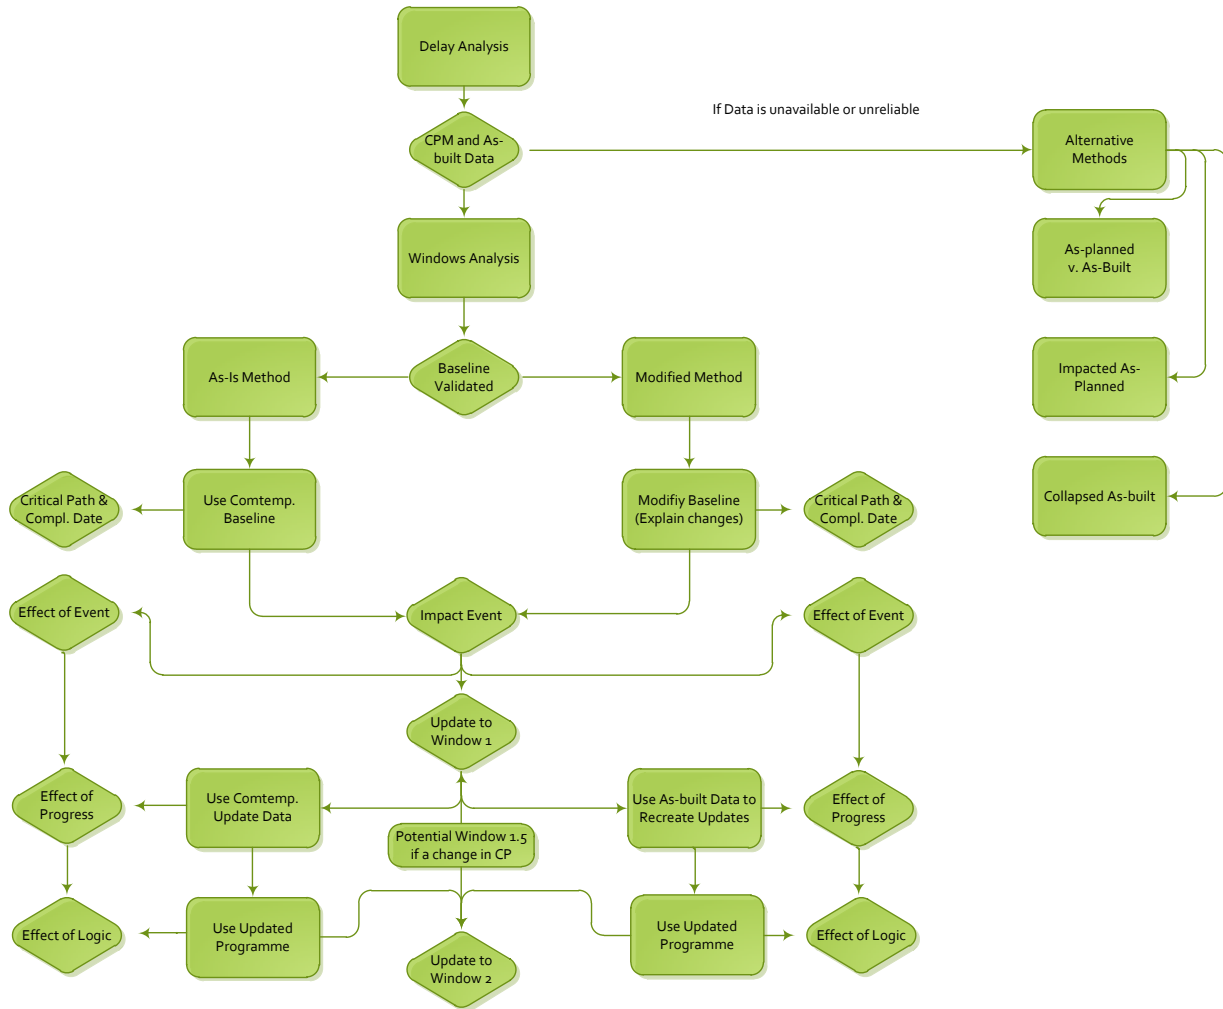 Delay Analysis
If Data is unavailable or unreliable
CPM and As-
built Data
Alternative
Methods
Windows Analysis
As-planned
v. As-Built
As-Is Method
Baseline
Validated
Modified Method
Impacted As-
Planned
Critical Path &
Compl. Date
Use Comtemp.
Baseline
Modifiy Baseline
(Explain changes)
Critical Path &
Compl. Date
Collapsed As-built
Effect of Event
Impact Event
Effect of Event
Update to
Window 1
Effect of
Progress
Use Comtemp.
Update Data
Potential Window 1.5
if a change in CP
Use As-built Data to
Recreate Updates
Effect of
Progress
Effect of Logic
Use Updated
Programme
Update to
Window 2
Use Updated
Programme
Effect of Logic